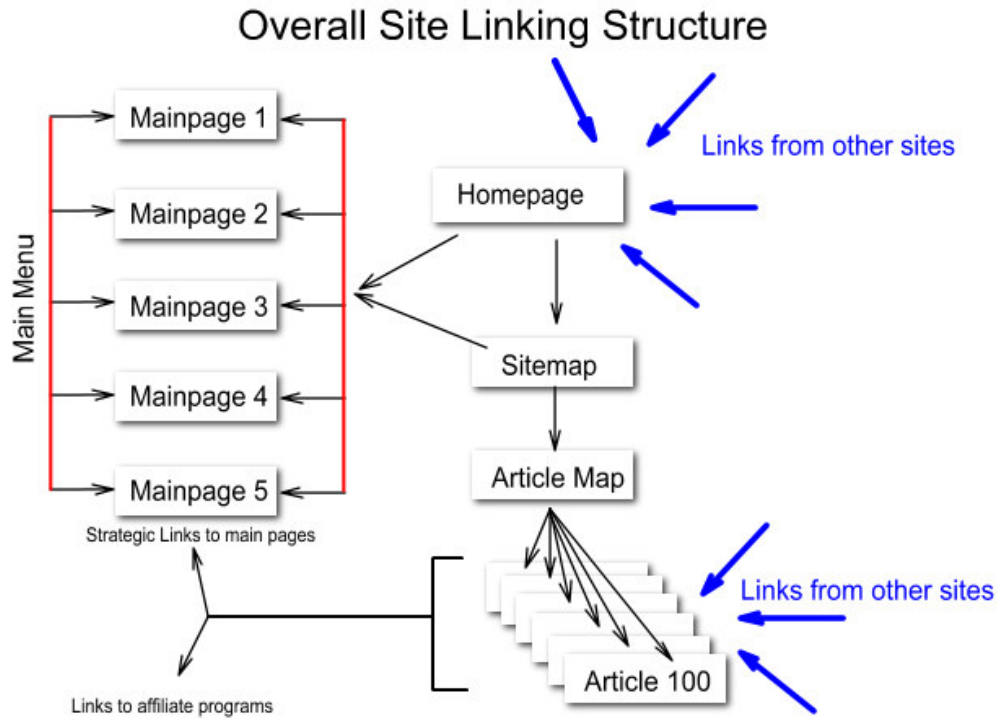 Overall Site Linking Structure
Main Menu
Mainpage 1
Mainpage 2
Mainpage 3
Mainpage 4
Mainpage 5
Strategic Links to main pages
Links to affiliate programs
Homepage
Sitemap
Article Map
Article 100
Links from other sites
Links from other sites